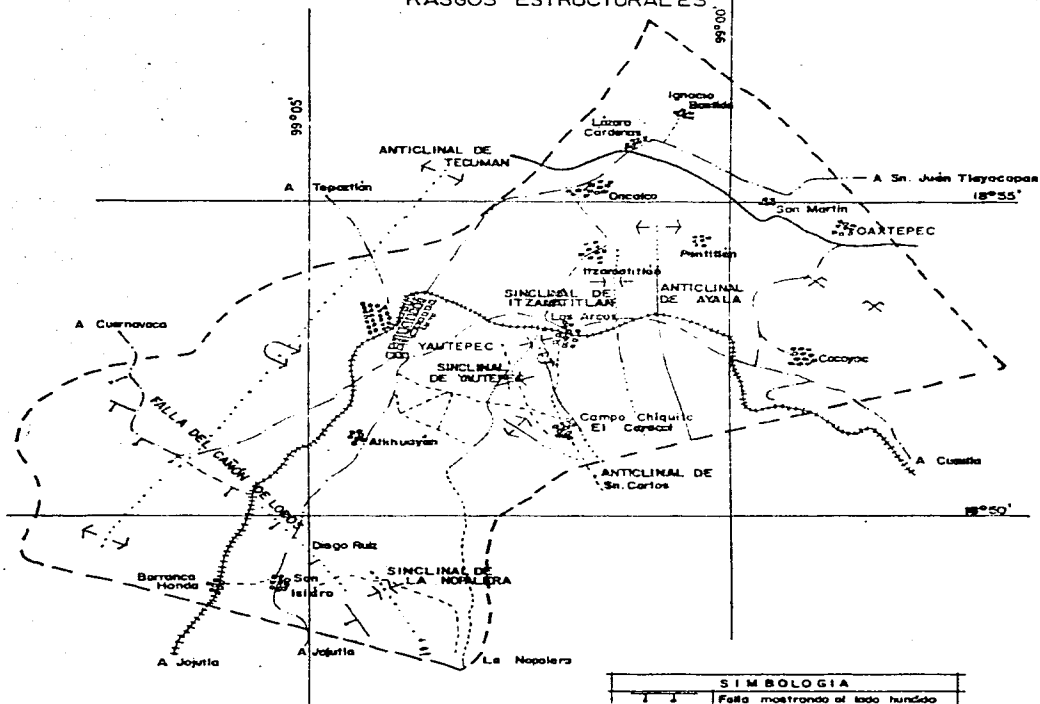 RASGOS ESTRUCTURALES
99°00'
99°05'
Ignacio
Bastida
Lázaro
Cardenas
ANTICLINAL DE
TECUMAN
A Tepoztlán
A Sn. Juan Tlayacapan
18°55'
Oacalco
San Martin
OAXTEPEC
Itzamatitlán
Pantitlán
SINCLINAL DE
ITZAMATITLAN
ANTICLINAL
DE AYALA
Los Arcos
A Cuernavaca
YAUTEPEC
Cocoyoc
SINCLINAL
DE YAUTEPEC
FALLA DEL CAÑON DE LOBOS
Campo Chiquito
El Caracol
Atlihuayan
A Cuautla
ANTICLINAL DE
Sn. Carlos
18°50'
Diego Ruiz
Barranca
Honda
San
Isidro
SINCLINAL DE
LA NOPALERA
A Jojutla
A Jojutla
La Nopalera
SIMBOLOGIA
Falla mostrando el lado hundido